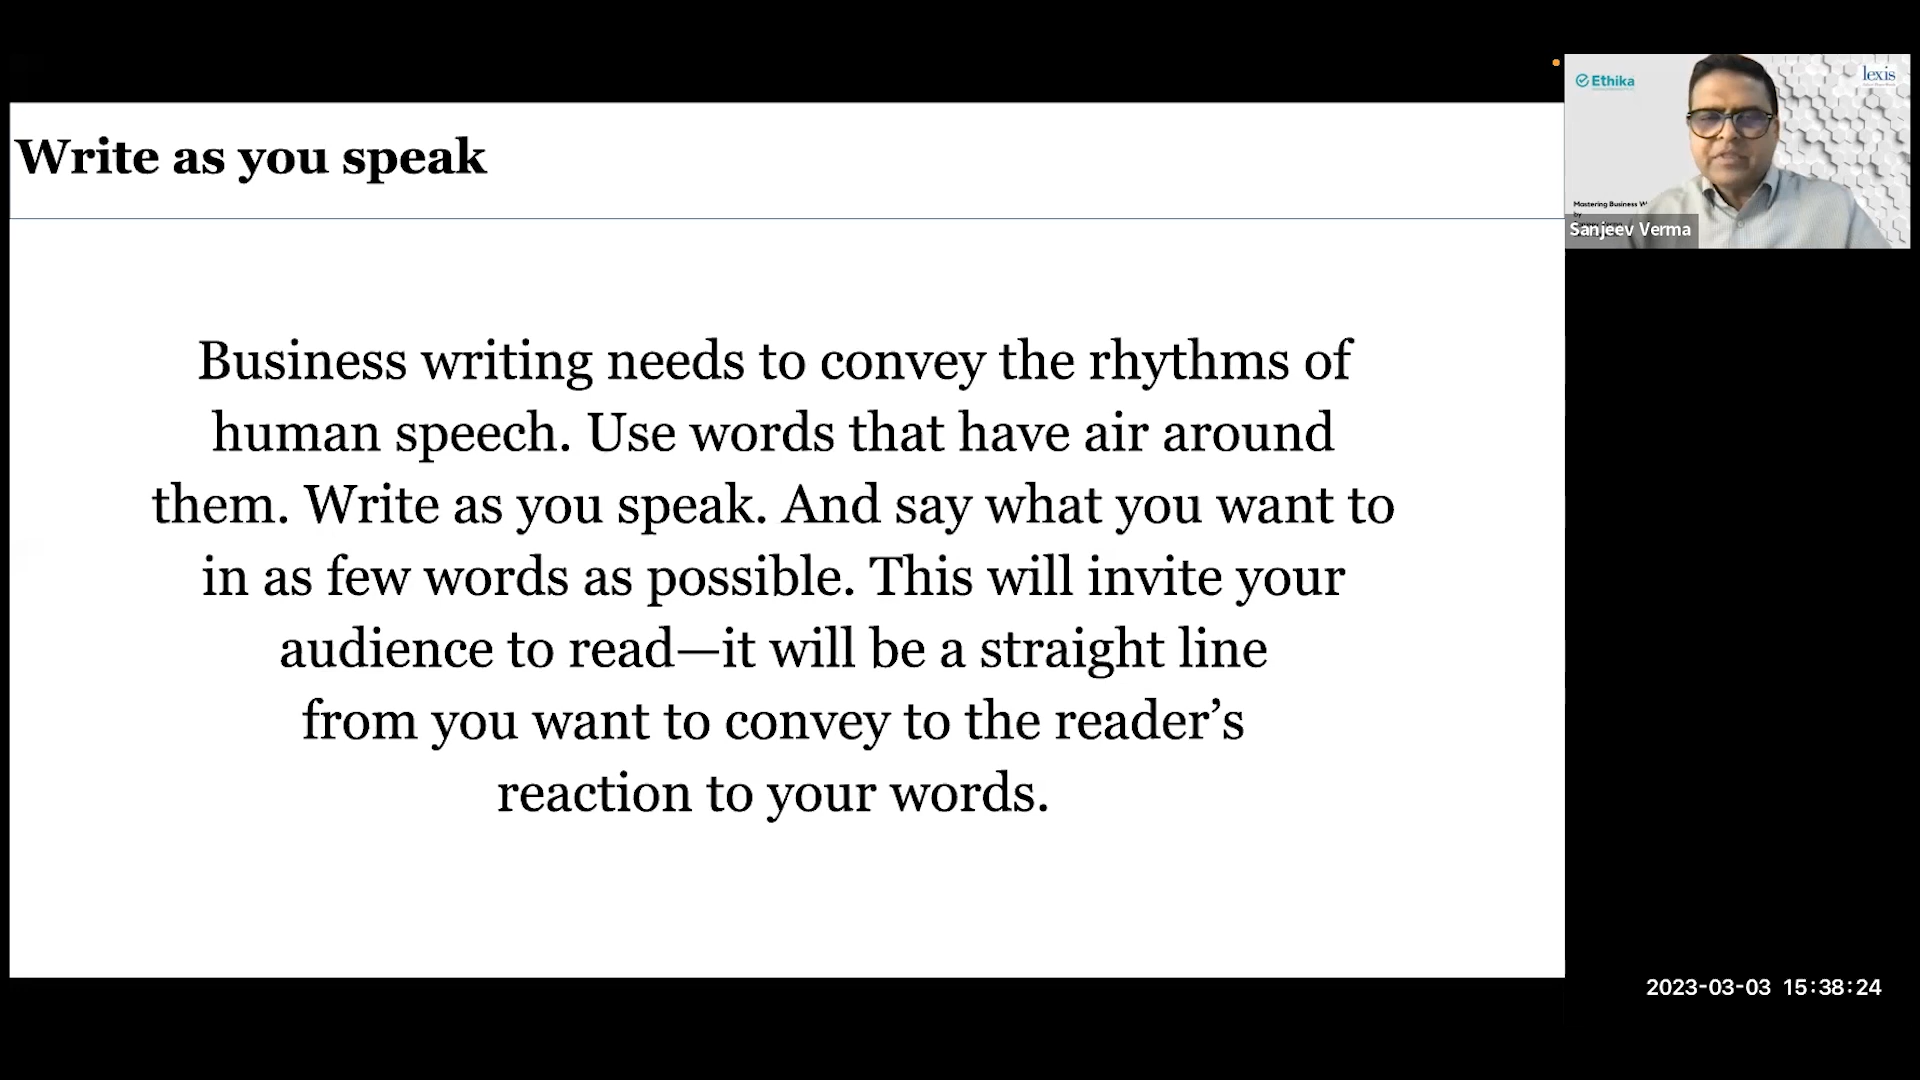 Write as you speak
Business writing needs to convey the rhythms of
human speech. Use words that have air around
them. Write as you speak. And say what you want to
in as few words as possible. This will invite your
audience to read—it will be a straight line
from you want to convey to the reader’s
reaction to your words.
Ethika
lexis
Mastering Business W
by
Sanjeev Verma
2023-03-03 15:38:24